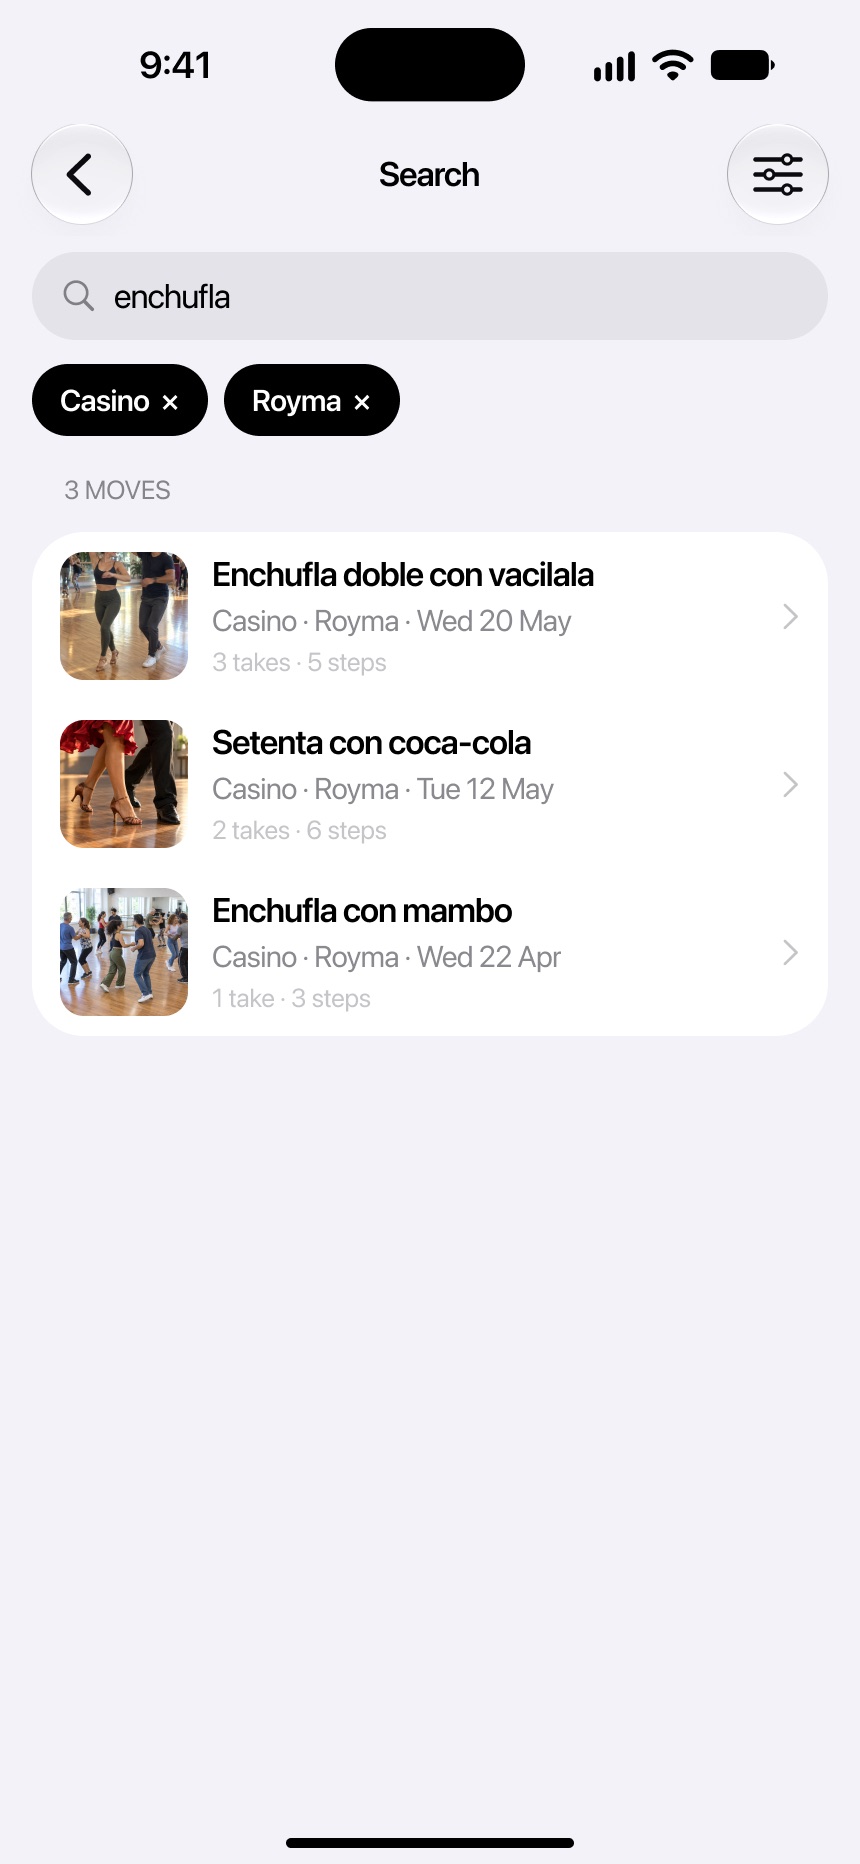 9:41
Search
enchufla
Casino ×
Royma ×
3 MOVES
Enchufla doble con vacilala
Casino · Royma · Wed 20 May
3 takes · 5 steps
Setenta con coca-cola
Casino · Royma · Tue 12 May
2 takes · 6 steps
Enchufla con mambo
Casino · Royma · Wed 22 Apr
1 take · 3 steps